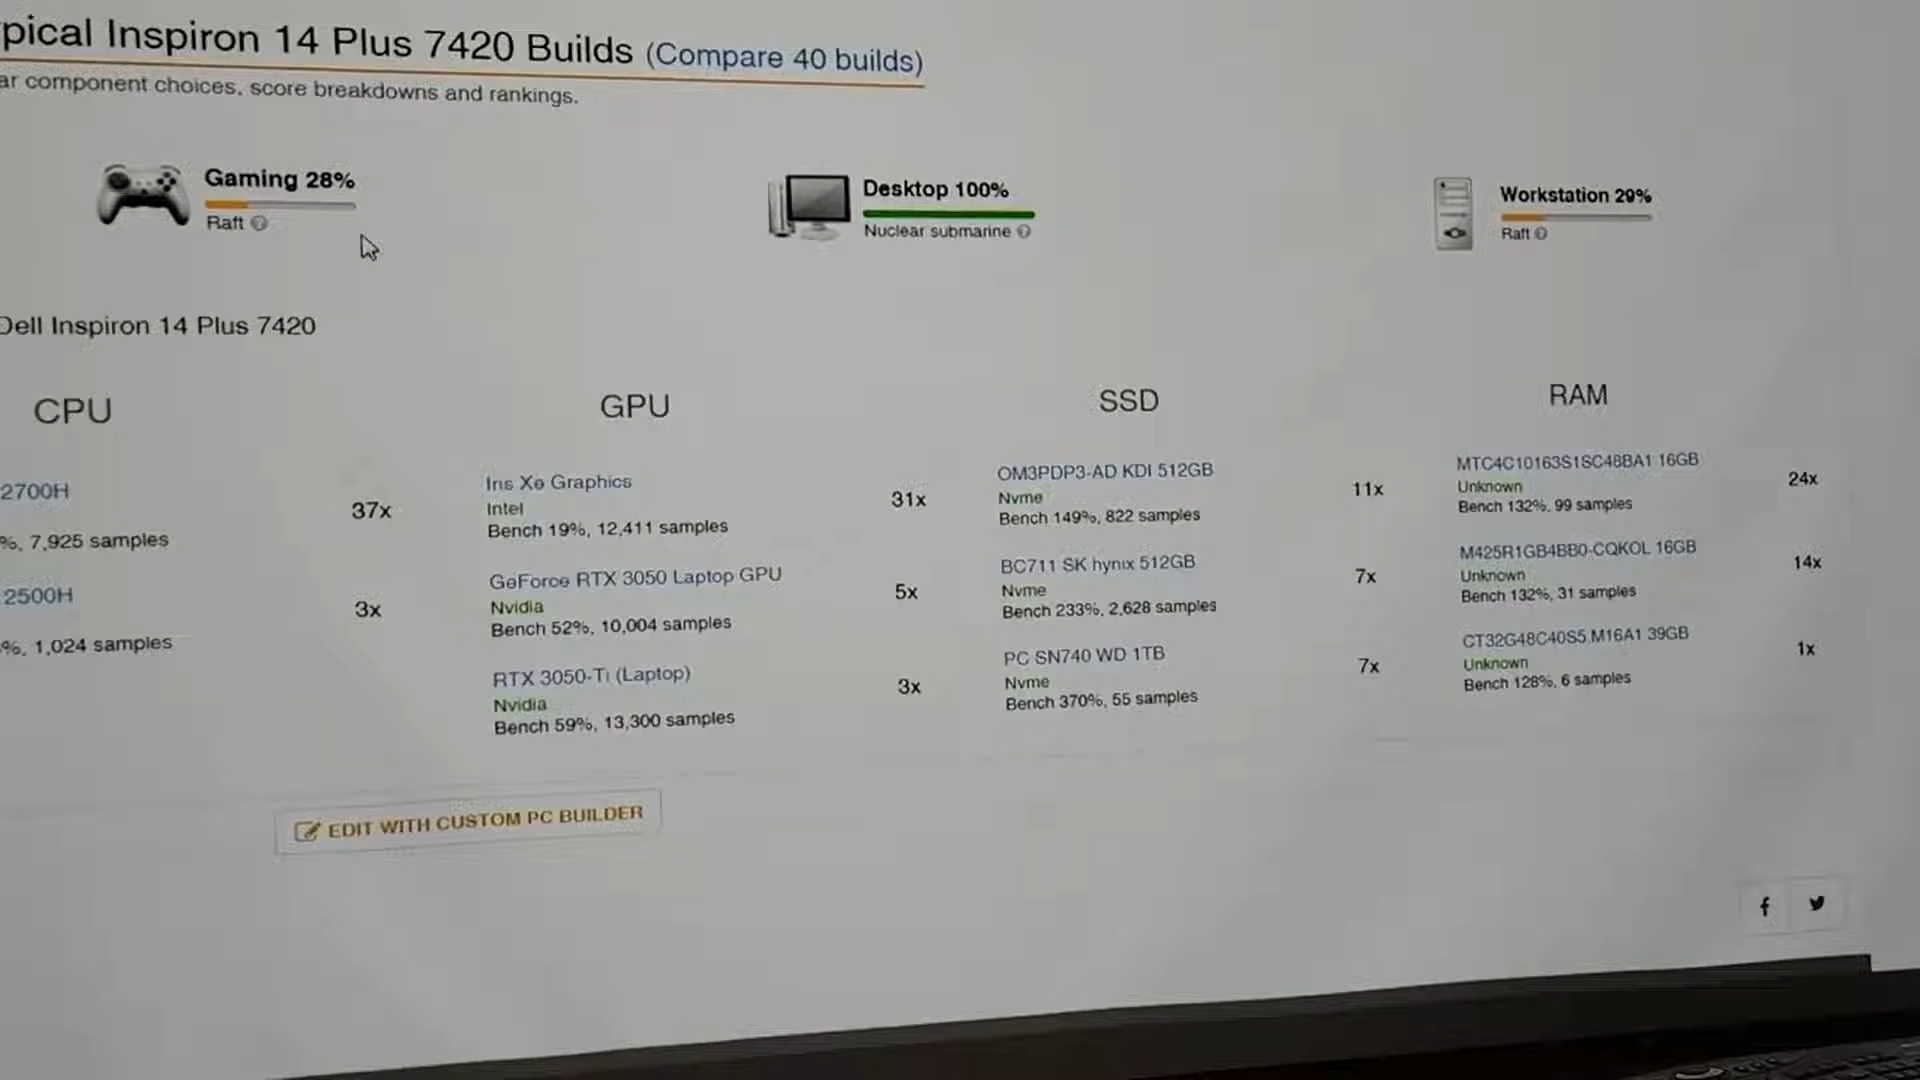 pical Inspiron 14 Plus 7420 Builds (Compare 40 builds)
ar component choices, score breakdowns and rankings.
Gaming 28%
Raft
Desktop 100%
Nuclear submarine
Workstation 29%
Raft
Dell Inspiron 14 Plus 7420
CPU
2700H
37x
%, 7,925 samples
2500H
3x
%, 1,024 samples
GPU
Iris Xe Graphics
Intel
Bench 19%, 12,411 samples
31x
GeForce RTX 3050 Laptop GPU
Nvidia
Bench 52%, 10,004 samples
5x
RTX 3050-Ti (Laptop)
Nvidia
Bench 59%, 13,300 samples
3x
SSD
OM3PDP3-AD KDI 512GB
Nvme
Bench 149%, 822 samples
11x
BC711 SK hynix 512GB
Nvme
Bench 233%, 2,628 samples
7x
PC SN740 WD 1TB
Nvme
Bench 370%, 55 samples
7x
RAM
MTC4C10163S1SC48BA1 16GB
Unknown
Bench 132%, 99 samples
24x
M425R1GB4BB0-CQKOL 16GB
Unknown
Bench 132%, 31 samples
14x
CT32G48C40S5.M16A1 39GB
Unknown
Bench 128%, 6 samples
1x
EDIT WITH CUSTOM PC BUILDER